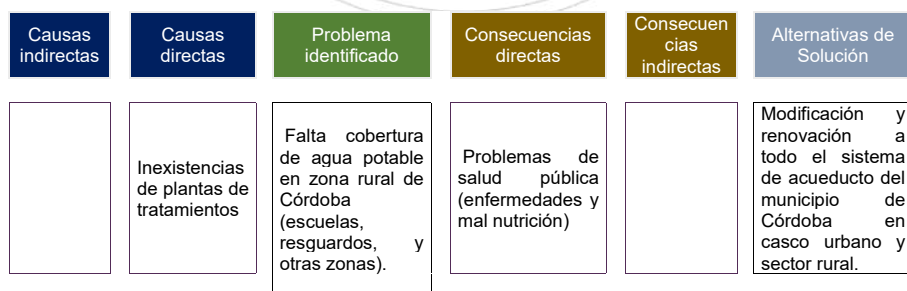 Causas
indirectas
Causas
directas
Problema
identificado
Consecuencias
directas
Consecuen
cias
indirectas
Alternativas de
Solución
Inexistencias
de plantas de
tratamientos
Falta cobertura
de agua potable
en zona rural de
Córdoba
(escuelas,
resguardos, y
otras zonas).
Problemas de
salud pública
(enfermedades y
mal nutrición)
Modificación y
renovación a
todo el sistema
de acueducto del
municipio de
Córdoba en
casco urbano y
sector rural.